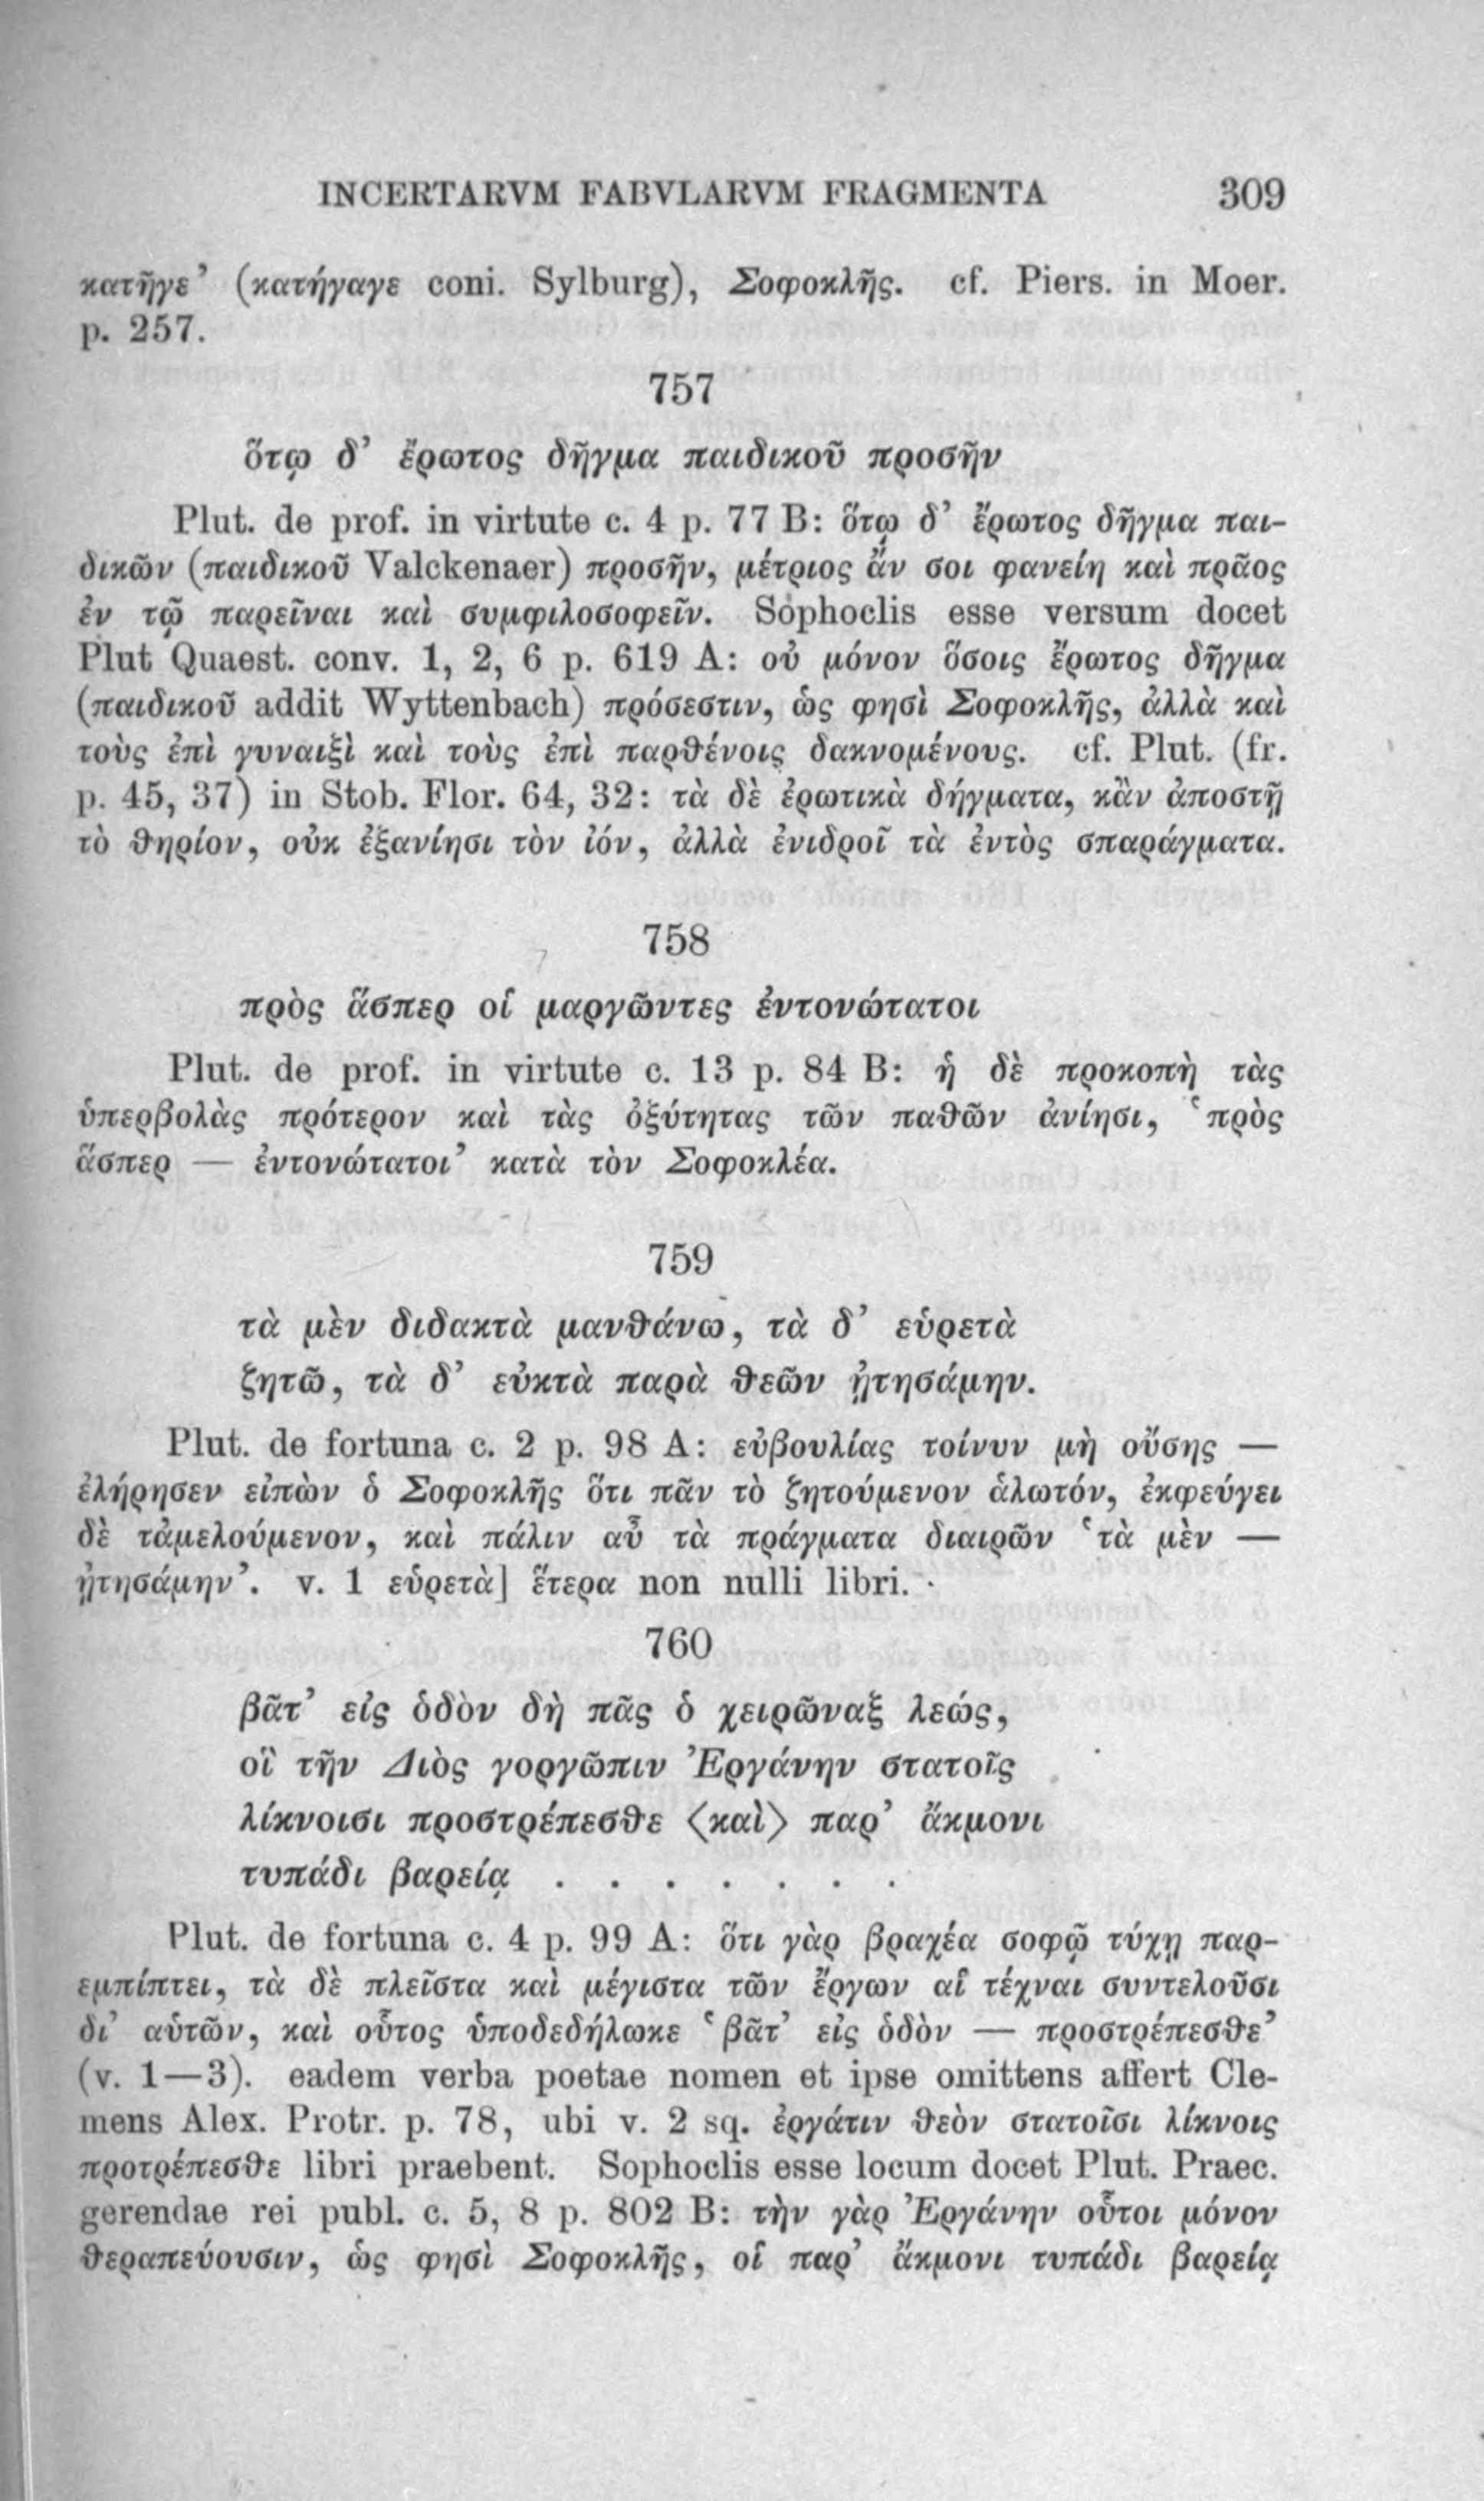 INCERTARVM FABVLARVM FRAGMENTA 309
κατῆγε’ (κατήγαγε coni. Sylburg), Σοφοκλῆς. cf. Piers. in Moer.
p. 257.
757
ὅτῳ δ’ ἔρωτος δῆγμα παιδικοῦ προσῆν
Plut. de prof. in virtute c. 4 p. 77 B: ὅτῳ δ’ ἔρωτος δῆγμα παι-
δικῶν (παιδικοῦ Valckenaer) προσῆν, μέτριος ἄν σοι φανείη καὶ πρᾶος
ἐν τῷ παρεῖναι καὶ συμφιλοσοφεῖν. Sophoclis esse versum docet
Plut Quaest. conv. 1, 2, 6 p. 619 A: οὐ μόνον ὅσοις ἔρωτος δῆγμα
(παιδικοῦ addit Wyttenbach) πρόσεστιν, ὥς φησὶ Σοφοκλῆς, ἀλλὰ καὶ
τοὺς ἐπὶ γυναιξὶ καὶ τοὺς ἐπὶ παρθένοις δακνομένους. cf. Plut. (fr.
p. 45, 37) in Stob. Flor. 64, 32: τὰ δὲ ἐρωτικὰ δήγματα, κἂν ἀποστῇ
τὸ θηρίον, οὐκ ἐξανίησι τὸν ἰόν, ἀλλὰ ἐνιδροῖ τὰ ἐντὸς σπαράγματα.
758
πρὸς ἅσπερ οἱ μαργῶντες ἐντονώτατοι
Plut. de prof. in virtute c. 13 p. 84 B: ἡ δὲ προκοπὴ τὰς
ὑπερβολὰς πρότερον καὶ τὰς ὀξύτητας τῶν παθῶν ἀνίησι, ‘πρὸς
ἅσπερ — ἐντονώτατοι’ κατὰ τὸν Σοφοκλέα.
759
τὰ μὲν διδακτὰ μανθάνω, τὰ δ’ εὑρετὰ
ζητῶ, τὰ δ’ εὐκτὰ παρὰ θεῶν ᾐτησάμην.
Plut. de fortuna c. 2 p. 98 A: εὐβουλίας τοίνυν μὴ οὔσης —
ἐλήρησεν εἰπὼν ὁ Σοφοκλῆς ὅτι πᾶν τὸ ζητούμενον ἁλωτόν, ἐκφεύγει
δὲ τἀμελούμενον, καὶ πάλιν αὖ τὰ πράγματα διαιρῶν ‘τὰ μὲν —
ᾐτησάμην’. v. 1 εὑρετὰ] ἕτερα non nulli libri.
760
βᾶτ’ εἰς ὁδὸν δὴ πᾶς ὁ χειρῶναξ λεώς,
οἳ τῆν Διὸς γοργῶπιν Ἐργάνην στατοῖς
λίκνοισι προστρέπεσθε ⟨καὶ⟩ παρ’ ἄκμονι
τυπάδι βαρείᾳ . . . . . . .
Plut. de fortuna c. 4 p. 99 A: ὅτι γὰρ βραχέα σοφῷ τύχῃ παρ-
εμπίπτει, τὰ δὲ πλεῖστα καὶ μέγιστα τῶν ἔργων αἱ τέχναι συντελοῦσι
δι’ αὑτῶν, καὶ οὗτος ὑποδεδήλωκε ‘βᾶτ’ εἰς ὁδὸν — προστρέπεσθε’
(v. 1—3). eadem verba poetae nomen et ipse omittens affert Cle-
mens Alex. Protr. p. 78, ubi v. 2 sq. ἐργάτιν θεὸν στατοῖσι λίκνοις
προτρέπεσθε libri praebent. Sophoclis esse locum docet Plut. Praec.
gerendae rei publ. c. 5, 8 p. 802 B: τὴν γὰρ Ἐργάνην οὗτοι μόνον
θεραπεύουσιν, ὥς φησὶ Σοφοκλῆς, οἱ παρ’ ἄκμονι τυπάδι βαρείᾳ